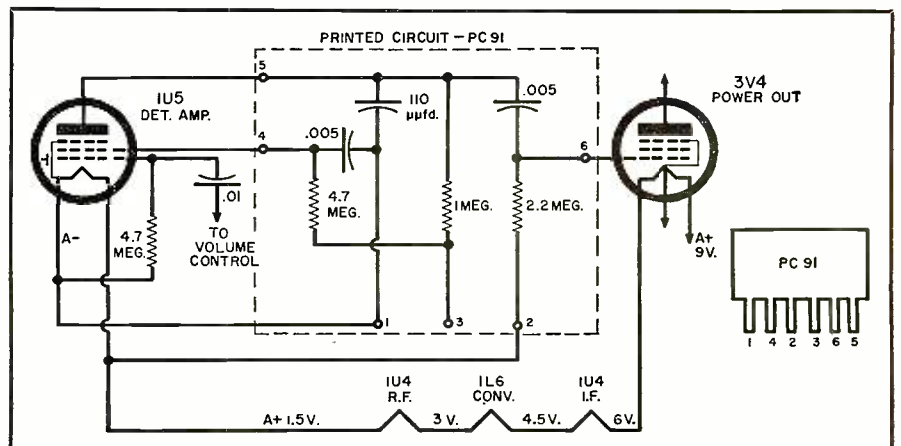 PRINTED CIRCUIT — PC 91
5
1U5
DET. AMP.
110
µµfd.
.005
3V4
POWER OUT
4
.005
6
.01
4.7
MEG.
1 MEG.
2.2 MEG.
A-
4.7
MEG.
TO
VOLUME
CONTROL
A+
9V.
PC 91
1
3
2
1 4 2 3 6 5
1U4
R.F.
1L6
CONV.
1U4
I.F.
A+ 1.5V.
3 V.
4.5V.
6V.